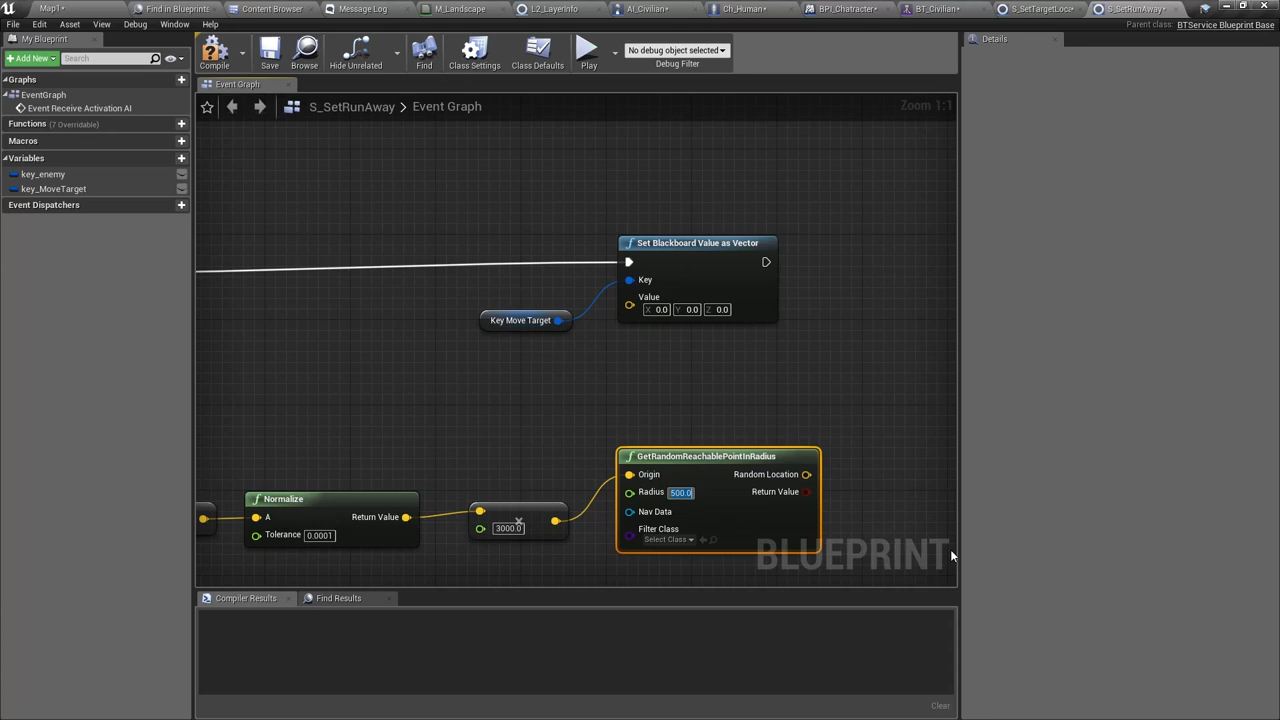 Map1•
Find in Blueprints
Content Browser
Message Log
M_Landscape
L2_LayerInfo
AI_Civilian•
Ch_Human•
BPI_Chatracter•
BT_Civilian•
S_SetTargetLoc•
S_SetRunAway•
File
Edit
Asset
View
Debug
Window
Help
Parent class: BTService Blueprint Base
My Blueprint
Add New
Search
Graphs
EventGraph
Event Receive Activation AI
Functions (7 Overridable)
Macros
Variables
key_enemy
key_MoveTarget
Event Dispatchers
Compile
Save
Browse
Hide Unrelated
Find
Class Settings
Class Defaults
Play
No debug object selected
Debug Filter
Details
Event Graph
S_SetRunAway > Event Graph
Zoom 1:1
Set Blackboard Value as Vector
Key
Value
X 0.0 Y 0.0 Z 0.0
Key Move Target
Normalize
A
Return Value
Tolerance 0.0001
3000.0
GetRandomReachablePointInRadius
Origin
Random Location
Radius 500.0
Return Value
Nav Data
Filter Class
Select Class
BLUEPRINT
Compiler Results
Find Results
Clear